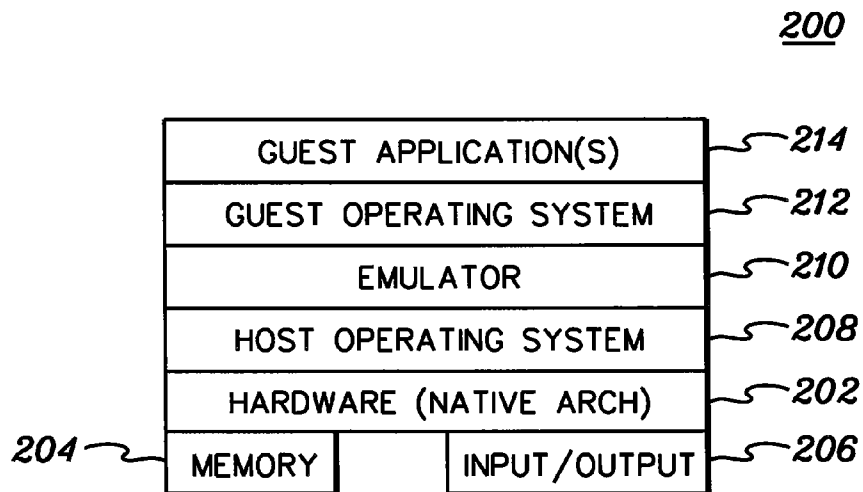 200
GUEST APPLICATION(S) 214
GUEST OPERATING SYSTEM 212
EMULATOR 210
HOST OPERATING SYSTEM 208
HARDWARE (NATIVE ARCH) 202
204 MEMORY INPUT/OUTPUT 206